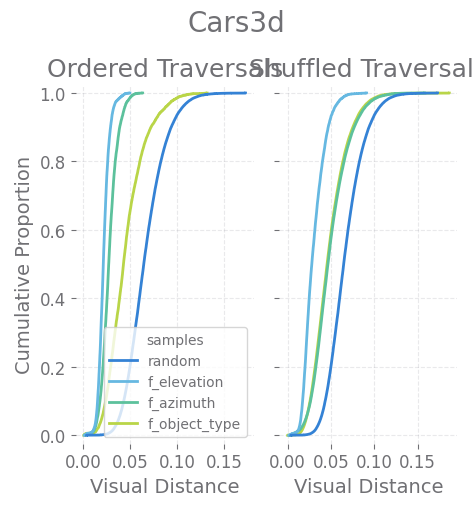 Cars3d
Ordered Traversals
Shuffled Traversals
Cumulative Proportion
1.0
0.8
0.6
0.4
0.2
0.0
samples
random
f_elevation
f_azimuth
f_object_type
0.00 0.05 0.10 0.15
0.00 0.05 0.10 0.15
Visual Distance
Visual Distance